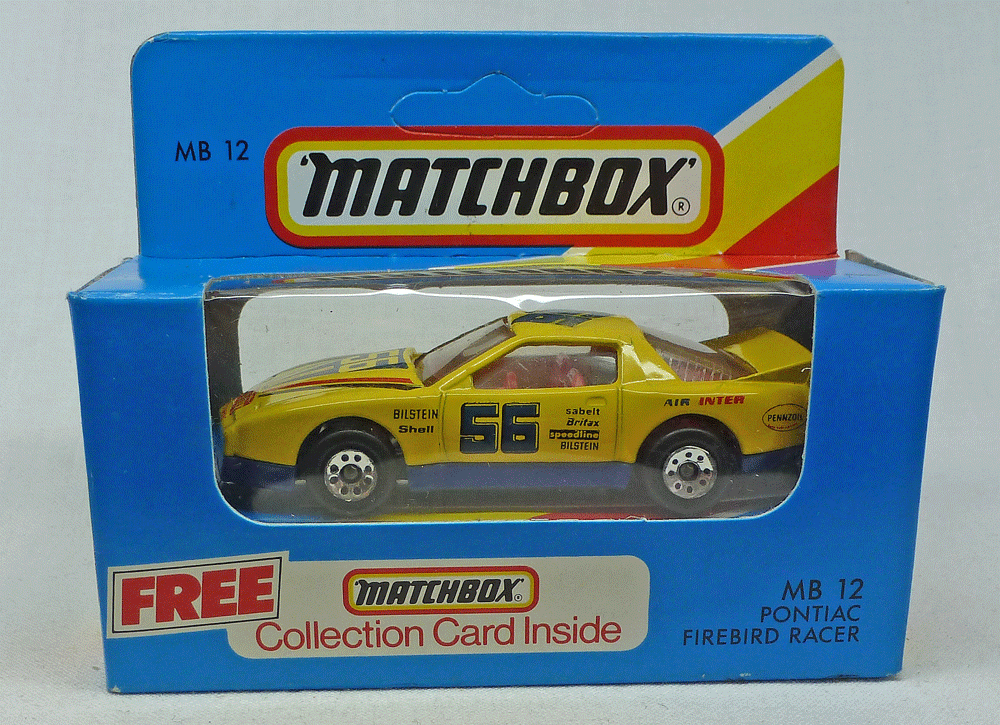 MB 12
'MATCHBOX'®
56
BILSTEIN
Shell
56
sabelt
Britax
speedline
BILSTEIN
AIR INTER
PENNZOIL
FREE
MATCHBOX®
Collection Card Inside
MB 12
PONTIAC
FIREBIRD RACER